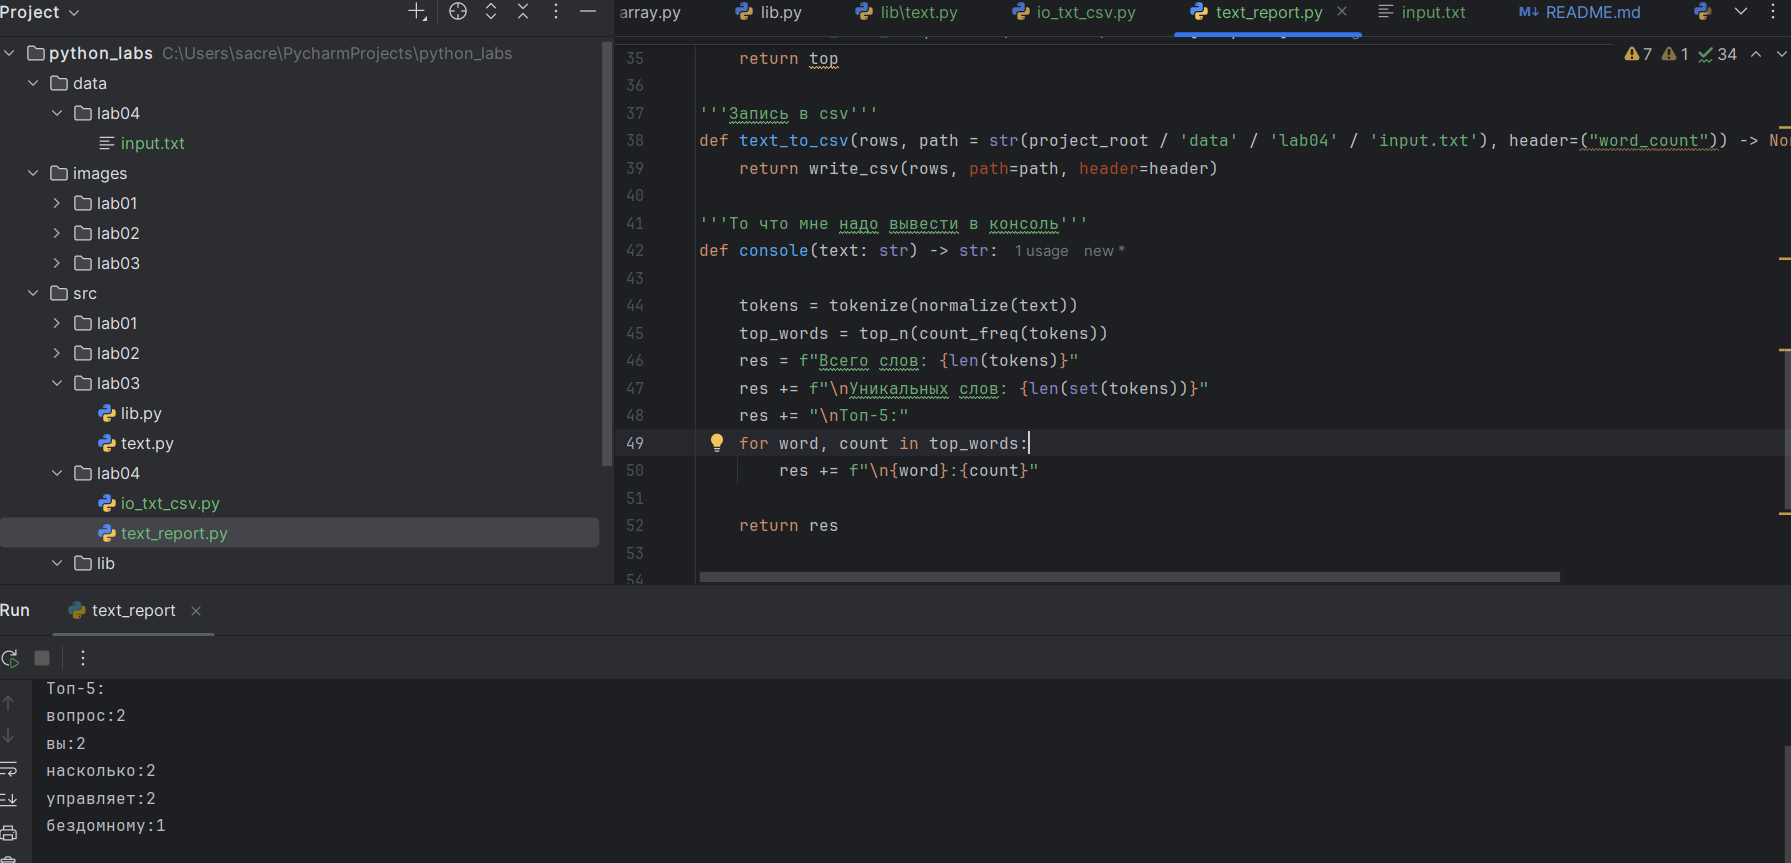 Project
python_labs C:\Users\sacre\PycharmProjects\python_labs
data
lab04
input.txt
images
lab01
lab02
lab03
src
lab01
lab02
lab03
lib.py
text.py
lab04
io_txt_csv.py
text_report.py
lib
array.py lib.py lib\text.py io_txt_csv.py text_report.py input.txt README.md
7 1 34
35 return top
36
37 '''Запись в csv'''
38 def text_to_csv(rows, path = str(project_root / 'data' / 'lab04' / 'input.txt'), header=("word_count")) -> Non
39 return write_csv(rows, path=path, header=header)
40
41 '''То что мне надо вывести в консоль'''
42 def console(text: str) -> str: 1 usage new *
43
44 tokens = tokenize(normalize(text))
45 top_words = top_n(count_freq(tokens))
46 res = f"Всего слов: {len(tokens)}"
47 res += f"\nУникальных слов: {len(set(tokens))}"
48 res += "\nТоп-5:"
49 for word, count in top_words:
50 res += f"\n{word}:{count}"
51
52 return res
53
54
Run text_report
Топ-5:
вопрос:2
вы:2
насколько:2
управляет:2
бездомному:1